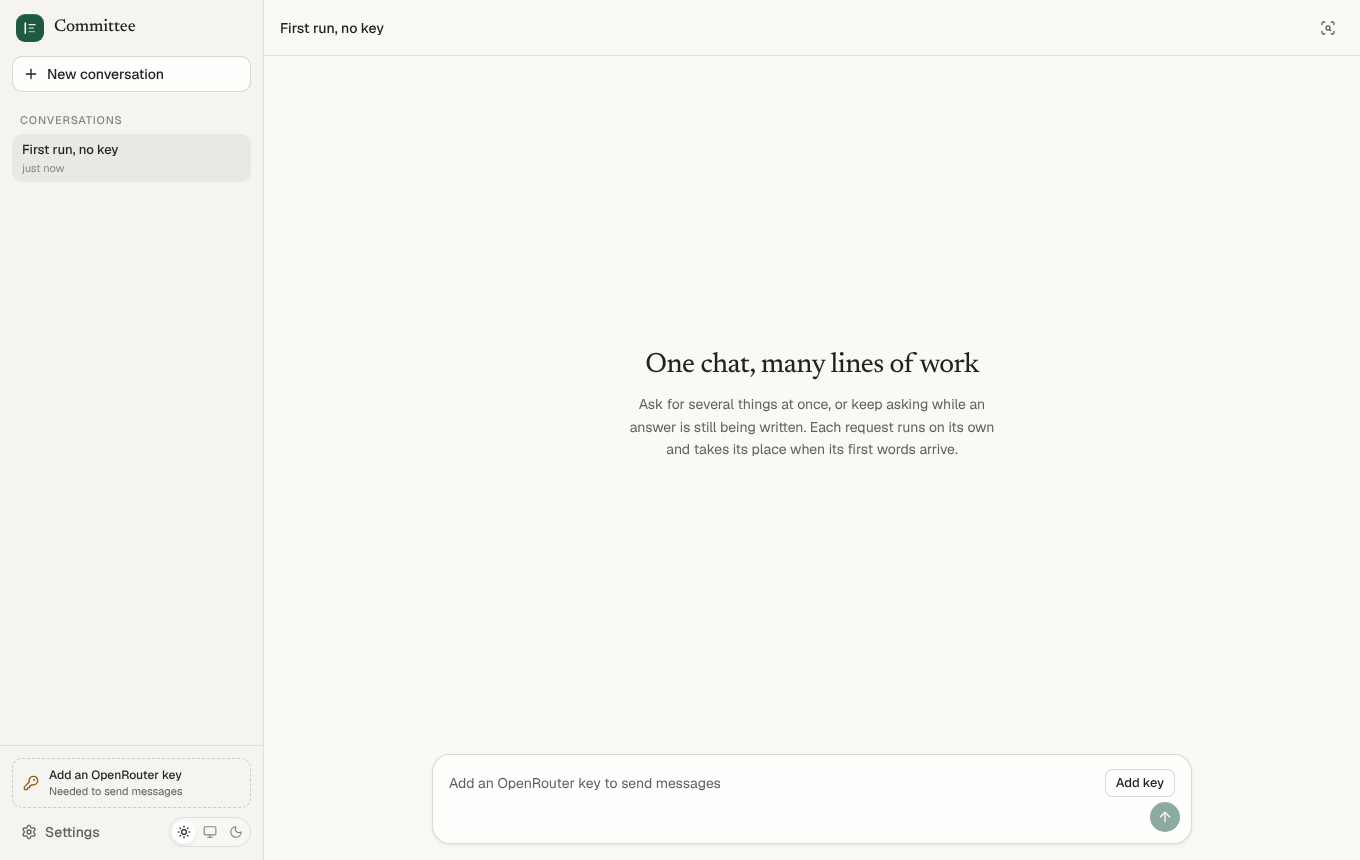 Committee
New conversation
CONVERSATIONS
First run, no key
just now
Add an OpenRouter key
Needed to send messages
Settings
First run, no key
One chat, many lines of work
Ask for several things at once, or keep asking while an
answer is still being written. Each request runs on its own
and takes its place when its first words arrive.
Add an OpenRouter key to send messages
Add key